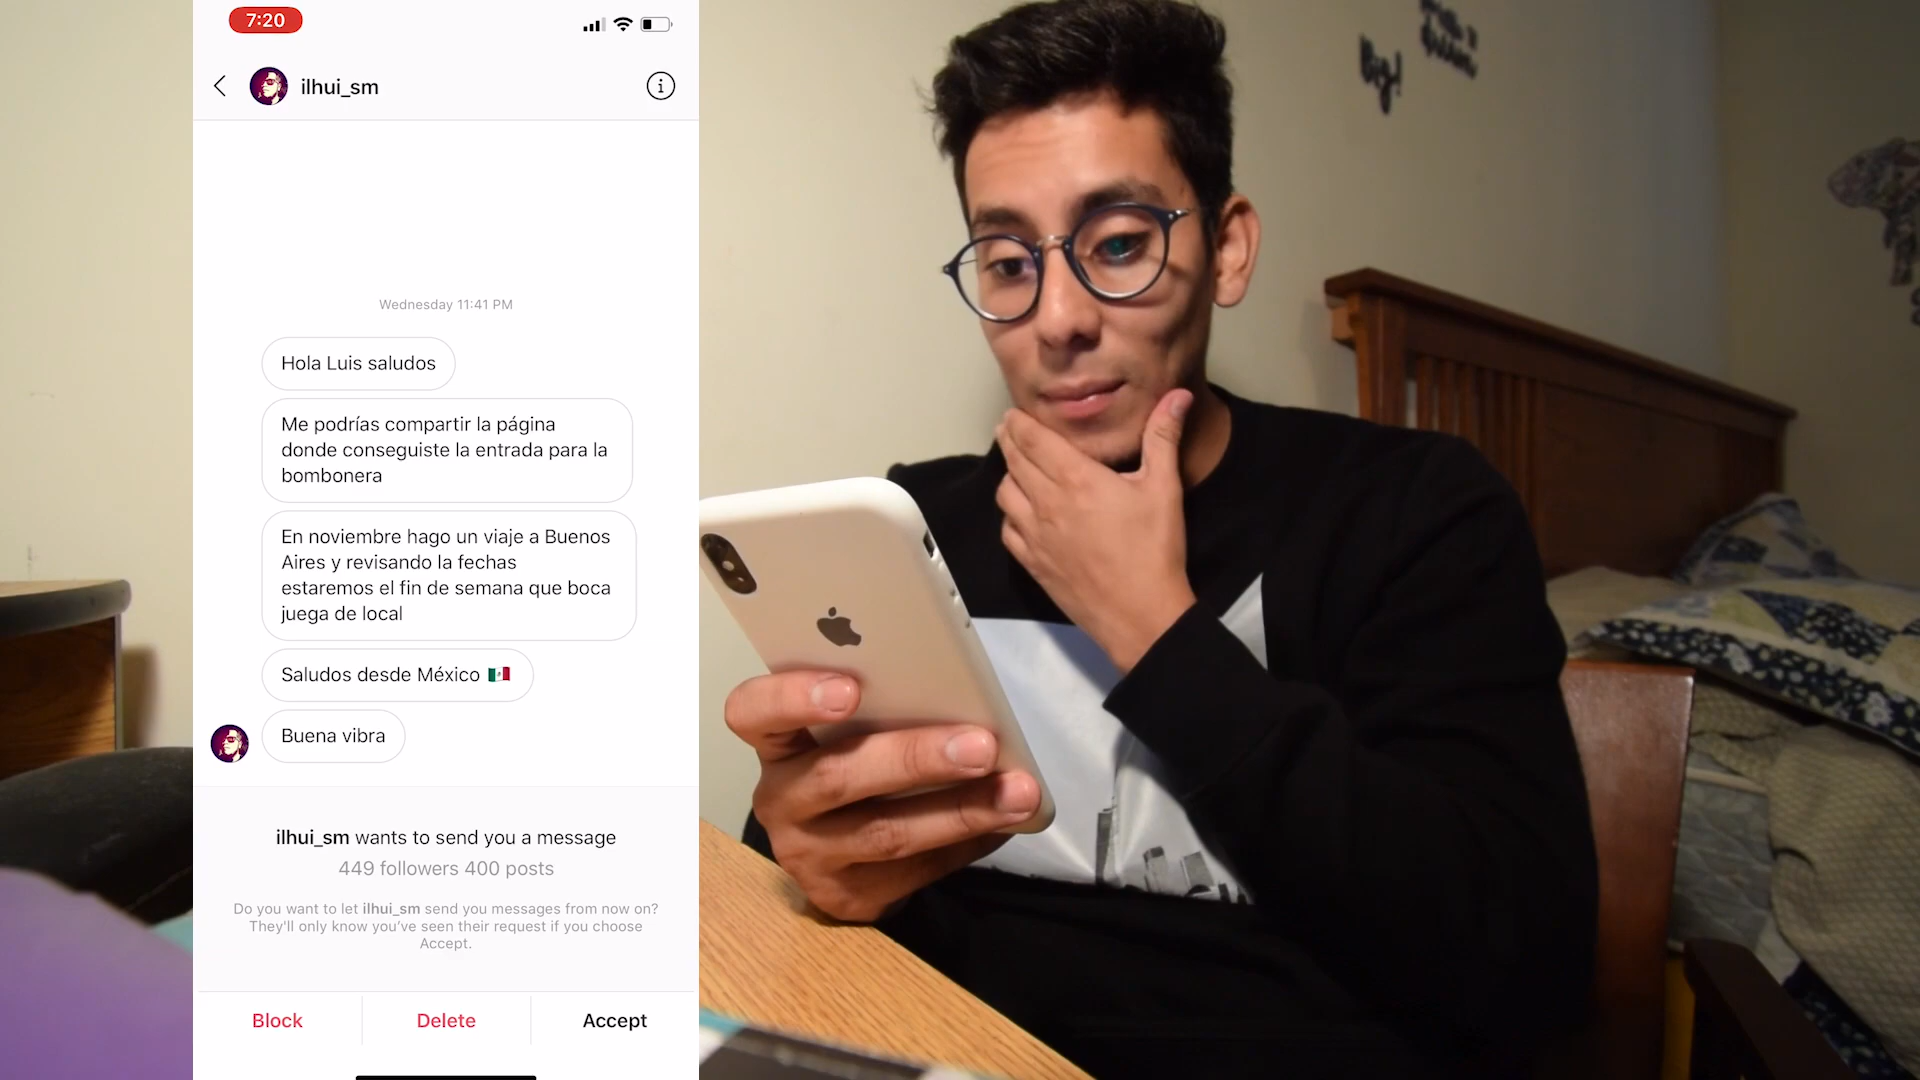 7:20
ilhui_sm
Wednesday 11:41 PM
Hola Luis saludos
Me podrías compartir la página
donde conseguiste la entrada para la
bombonera
En noviembre hago un viaje a Buenos
Aires y revisando la fechas
estaremos el fin de semana que boca
juega de local
Saludos desde México 🇲🇽
Buena vibra
ilhui_sm wants to send you a message
449 followers 400 posts
Do you want to let ilhui_sm send you messages from now on?
They'll only know you've seen their request if you choose
Accept.
Block
Delete
Accept
Big!